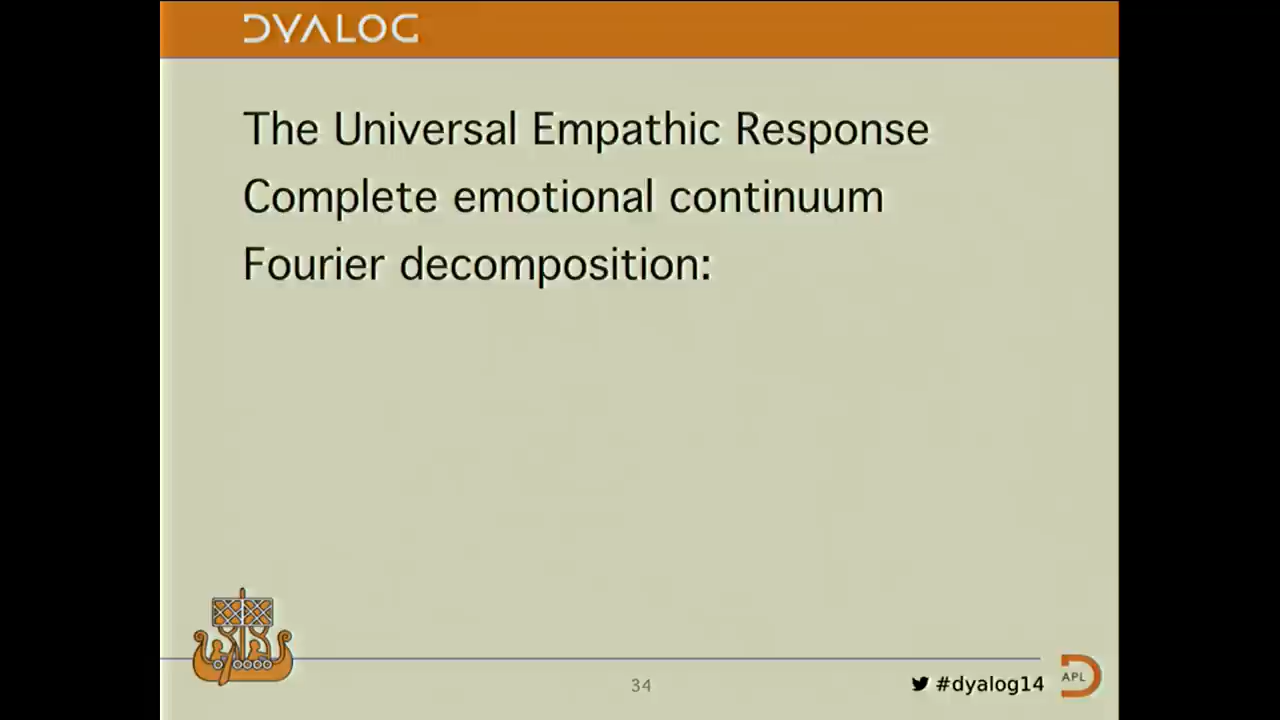 DYALOG
The Universal Empathic Response
Complete emotional continuum
Fourier decomposition:
34
#dyalog14
APL